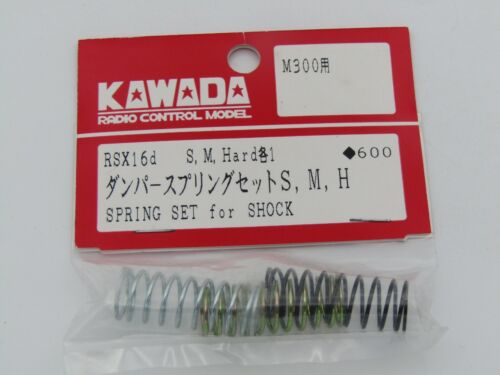 KAWADA
RADIO CONTROL MODEL
M300用
RSX16d S,M,Hard各1 ◆600
ダンパースプリングセットS, M, H
SPRING SET for SHOCK